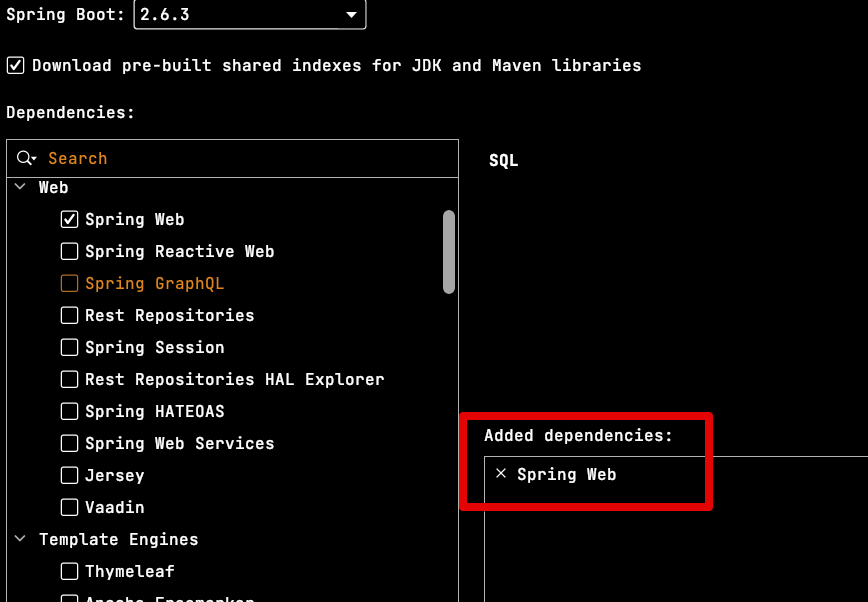 Spring Boot: 2.6.3
Download pre-built shared indexes for JDK and Maven libraries
Dependencies:
Search
Web
Spring Web
Spring Reactive Web
Spring GraphQL
Rest Repositories
Spring Session
Rest Repositories HAL Explorer
Spring HATEOAS
Spring Web Services
Jersey
Vaadin
Template Engines
Thymeleaf
SQL
Added dependencies:
× Spring Web